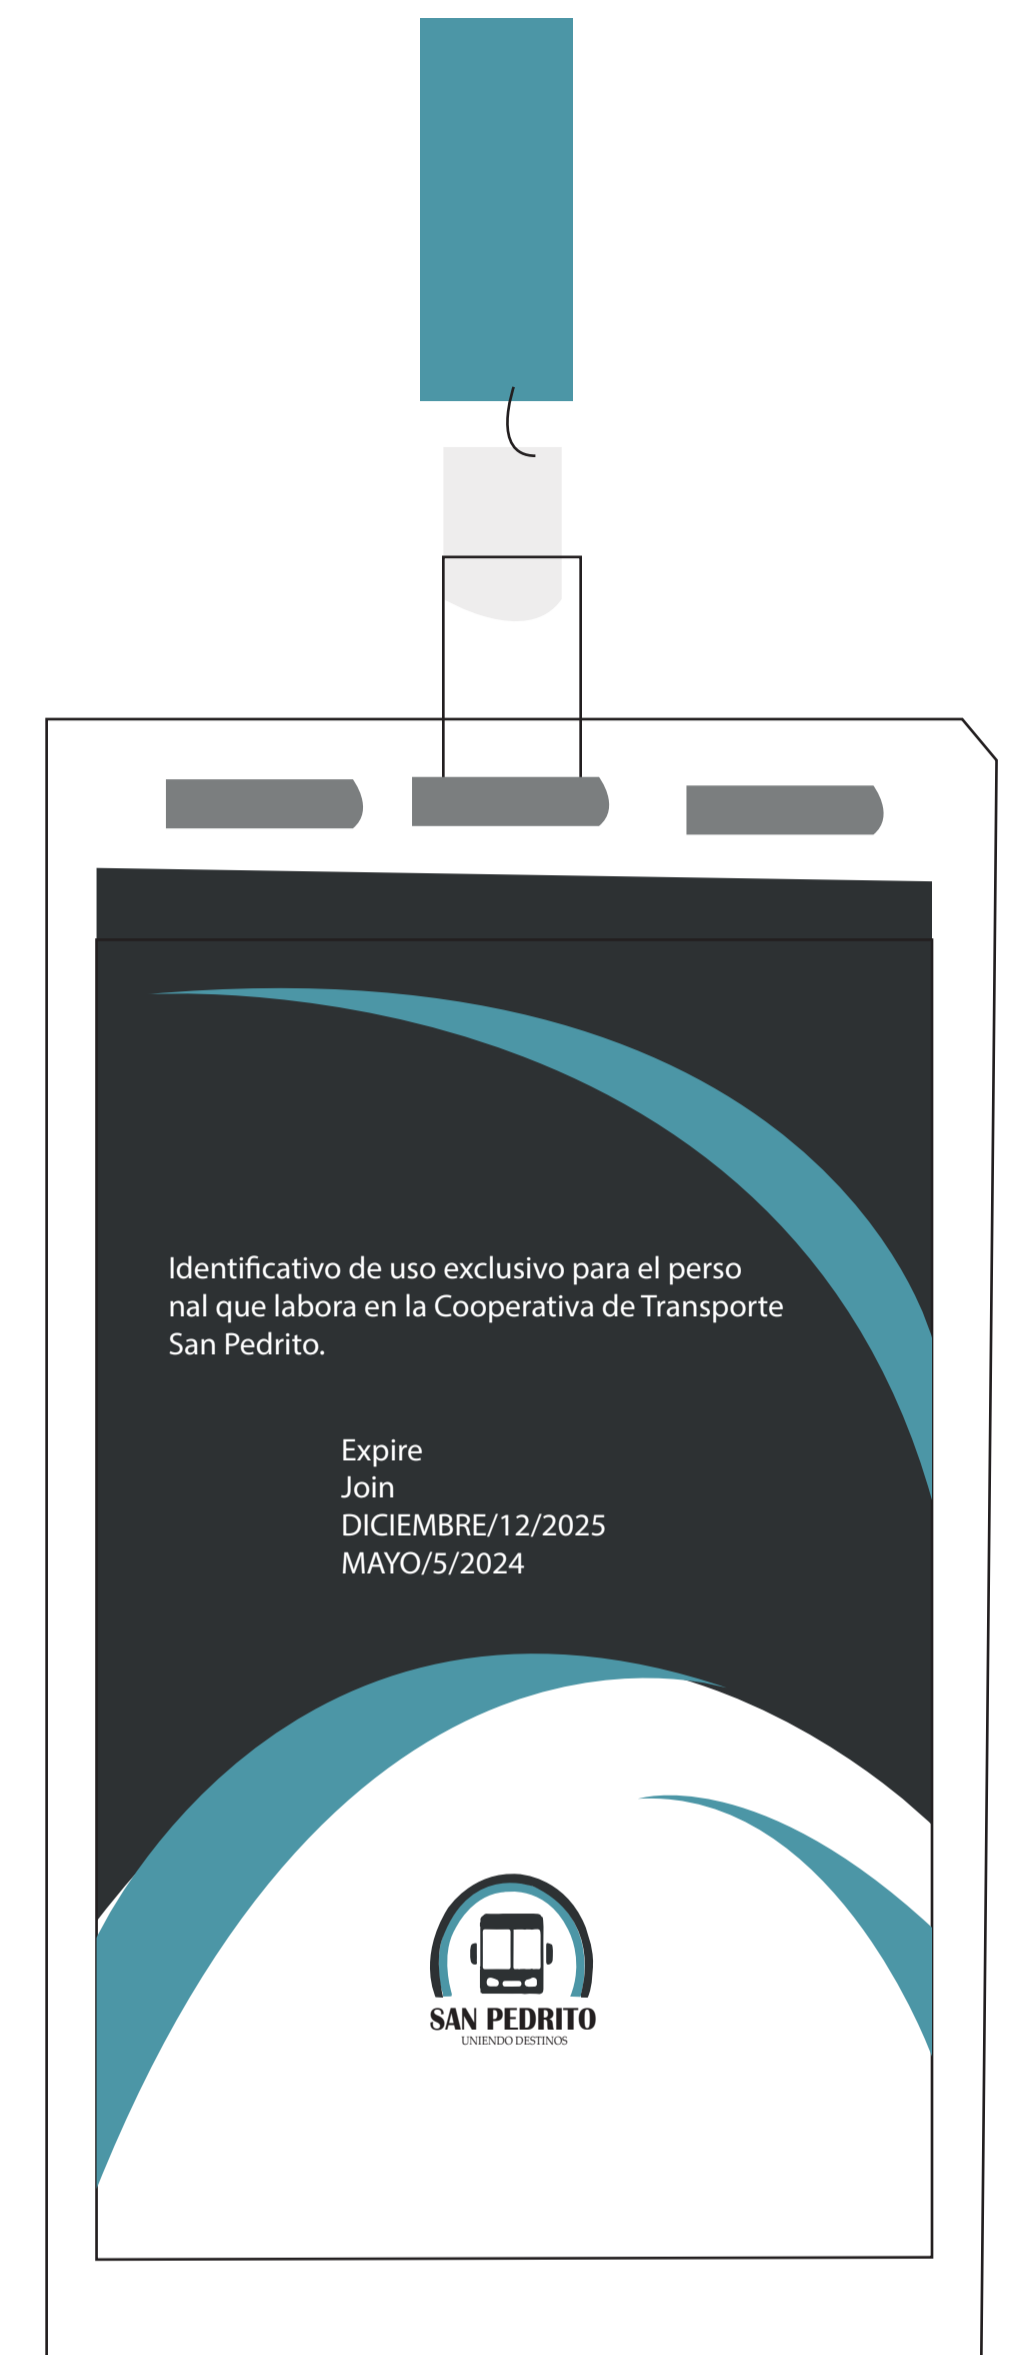 Identificativo de uso exclusivo para el perso
nal que labora en la Cooperativa de Transporte
San Pedrito.
Expire
Join
DICIEMBRE/12/2025
MAYO/5/2024
SAN PEDRITO
UNIENDO DESTINOS